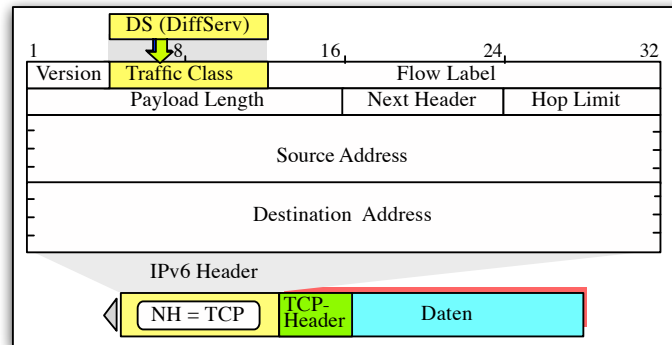 DS (DiffServ)
1 8 16 24 32
Version Traffic Class Flow Label
Payload Length Next Header Hop Limit
Source Address
Destination Address
IPv6 Header
NH = TCP
TCP-
Header
Daten